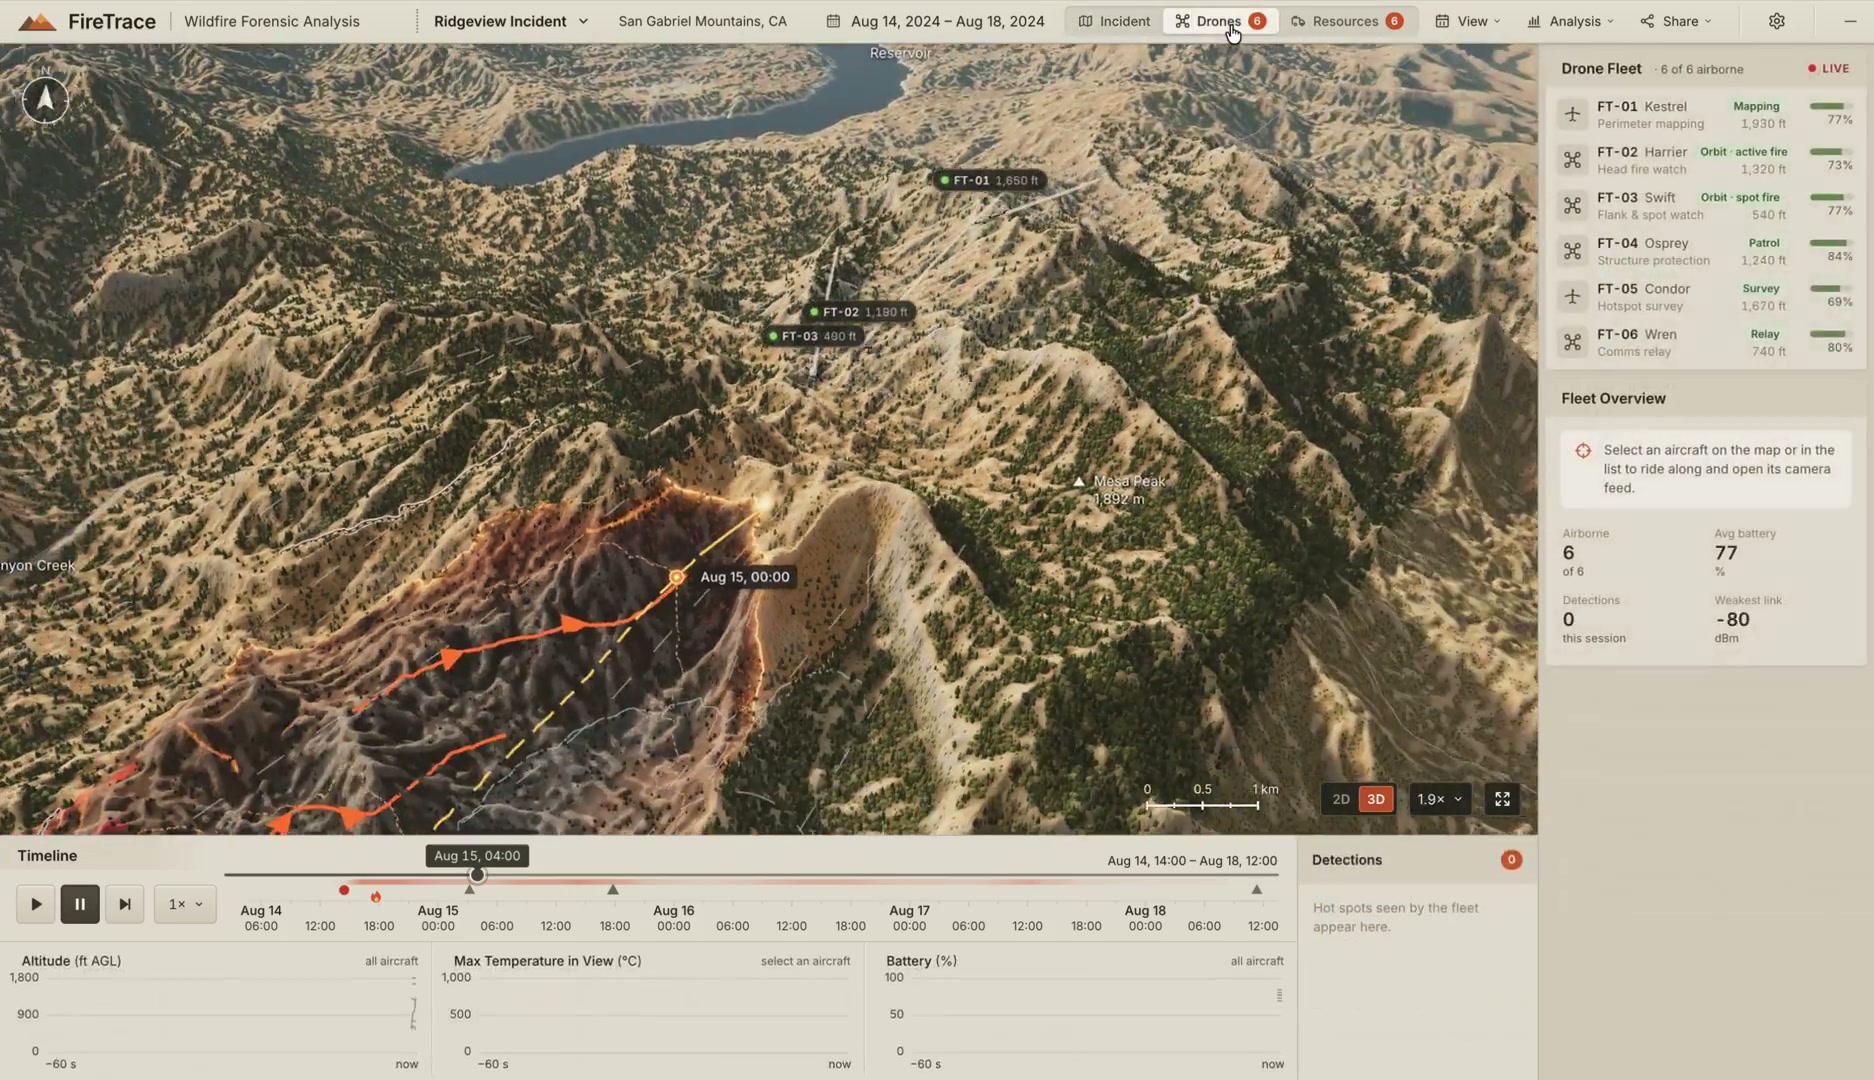 FireTrace
Wildfire Forensic Analysis
Ridgeview Incident
San Gabriel Mountains, CA
Aug 14, 2024 – Aug 18, 2024
Incident
Drones 6
Resources 6
View
Analysis
Share
N
Reservoir
FT-01 1,650 ft
FT-02 1,190 ft
FT-03 490 ft
Mesa Peak
1,892 m
nyon Creek
Aug 15, 00:00
0 0.5 1 km
2D 3D 1.9×
Drone Fleet · 6 of 6 airborne LIVE
FT-01 Kestrel Mapping
Perimeter mapping 1,930 ft 77%
FT-02 Harrier Orbit · active fire
Head fire watch 1,320 ft 73%
FT-03 Swift Orbit · spot fire
Flank & spot watch 540 ft 77%
FT-04 Osprey Patrol
Structure protection 1,240 ft 84%
FT-05 Condor Survey
Hotspot survey 1,670 ft 69%
FT-06 Wren Relay
Comms relay 740 ft 80%
Fleet Overview
Select an aircraft on the map or in the
list to ride along and open its camera
feed.
Airborne Avg battery
6 77
of 6 %
Detections Weakest link
0 -80
this session dBm
Timeline
Aug 15, 04:00
Aug 14, 14:00 – Aug 18, 12:00
1×
Aug 14 Aug 15 Aug 16 Aug 17 Aug 18
06:00 12:00 18:00 00:00 06:00 12:00 18:00 00:00 06:00 12:00 18:00 00:00 06:00 12:00 18:00 00:00 06:00 12:00
Detections 0
Hot spots seen by the fleet
appear here.
Altitude (ft AGL) all aircraft
1,800
900
0
−60 s now
Max Temperature in View (°C) select an aircraft
1,000
500
0
−60 s now
Battery (%) all aircraft
100
50
0
−60 s now